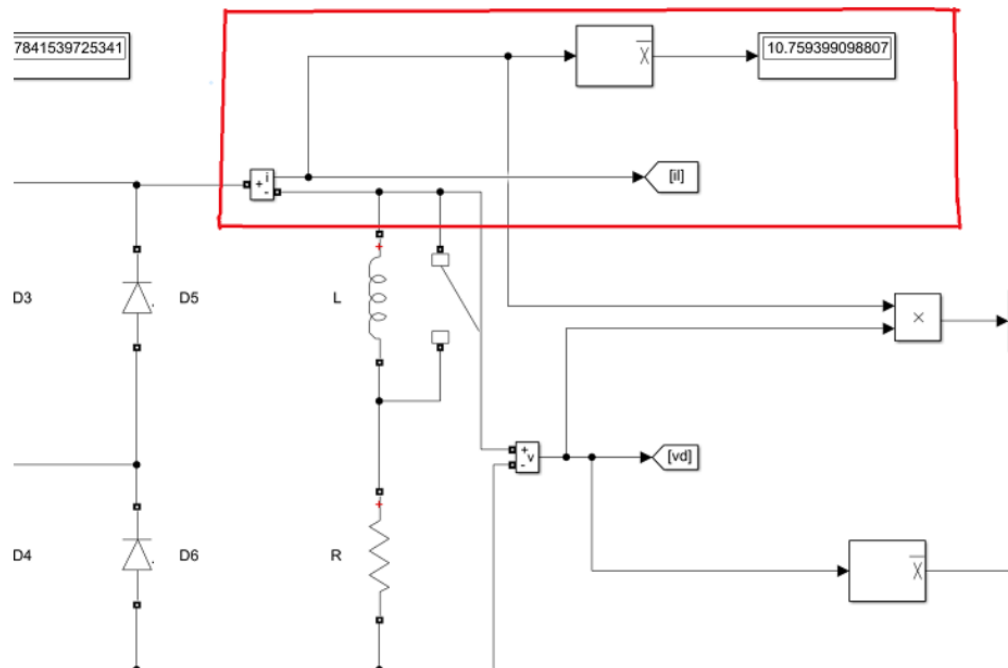 7841539725341
10.759399098807
X
i
+
-
[il]
+
D3
D5
L
×
+
v
-
[vd]
+
D4
D6
R
X